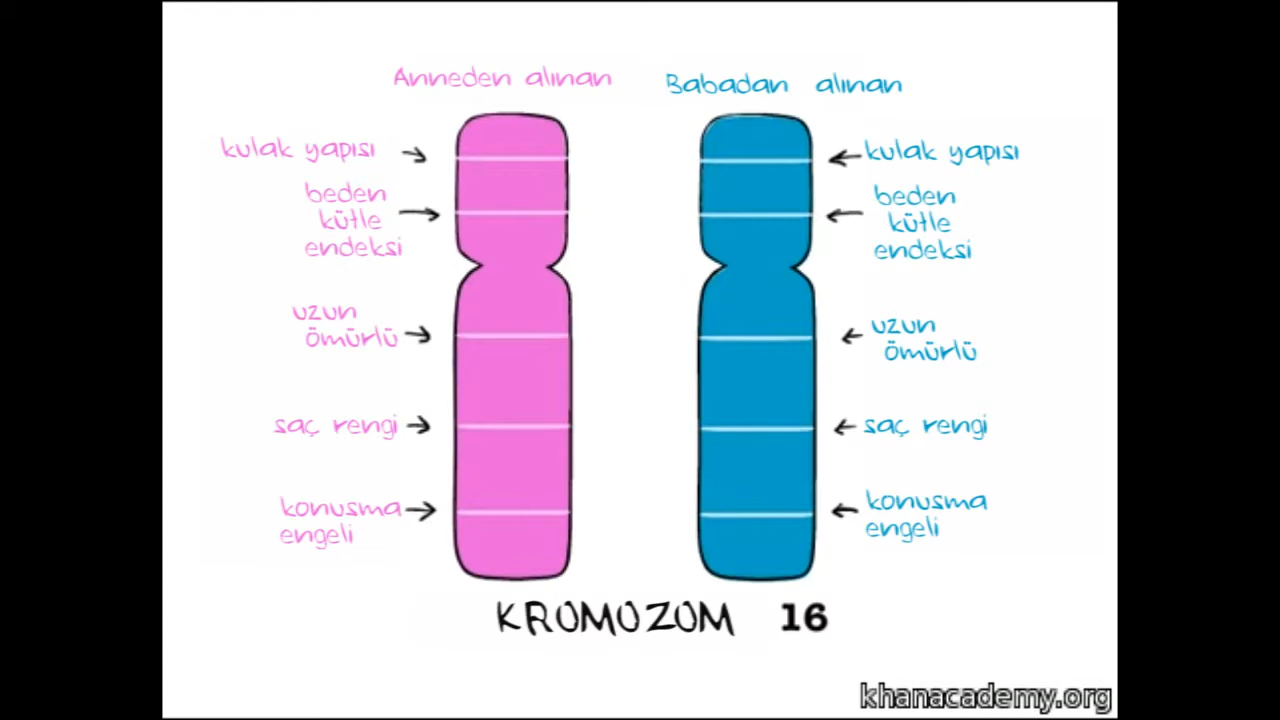 Anneden alınan
kulak yapısı
beden
kütle
endeksi
uzun
ömürlü
saç rengi
konusma
engeli
Babadan alınan
kulak yapısı
beden
kütle
endeksi
uzun
ömürlü
saç rengi
konusma
engeli
KROMOZOM 16
khanacademy.org